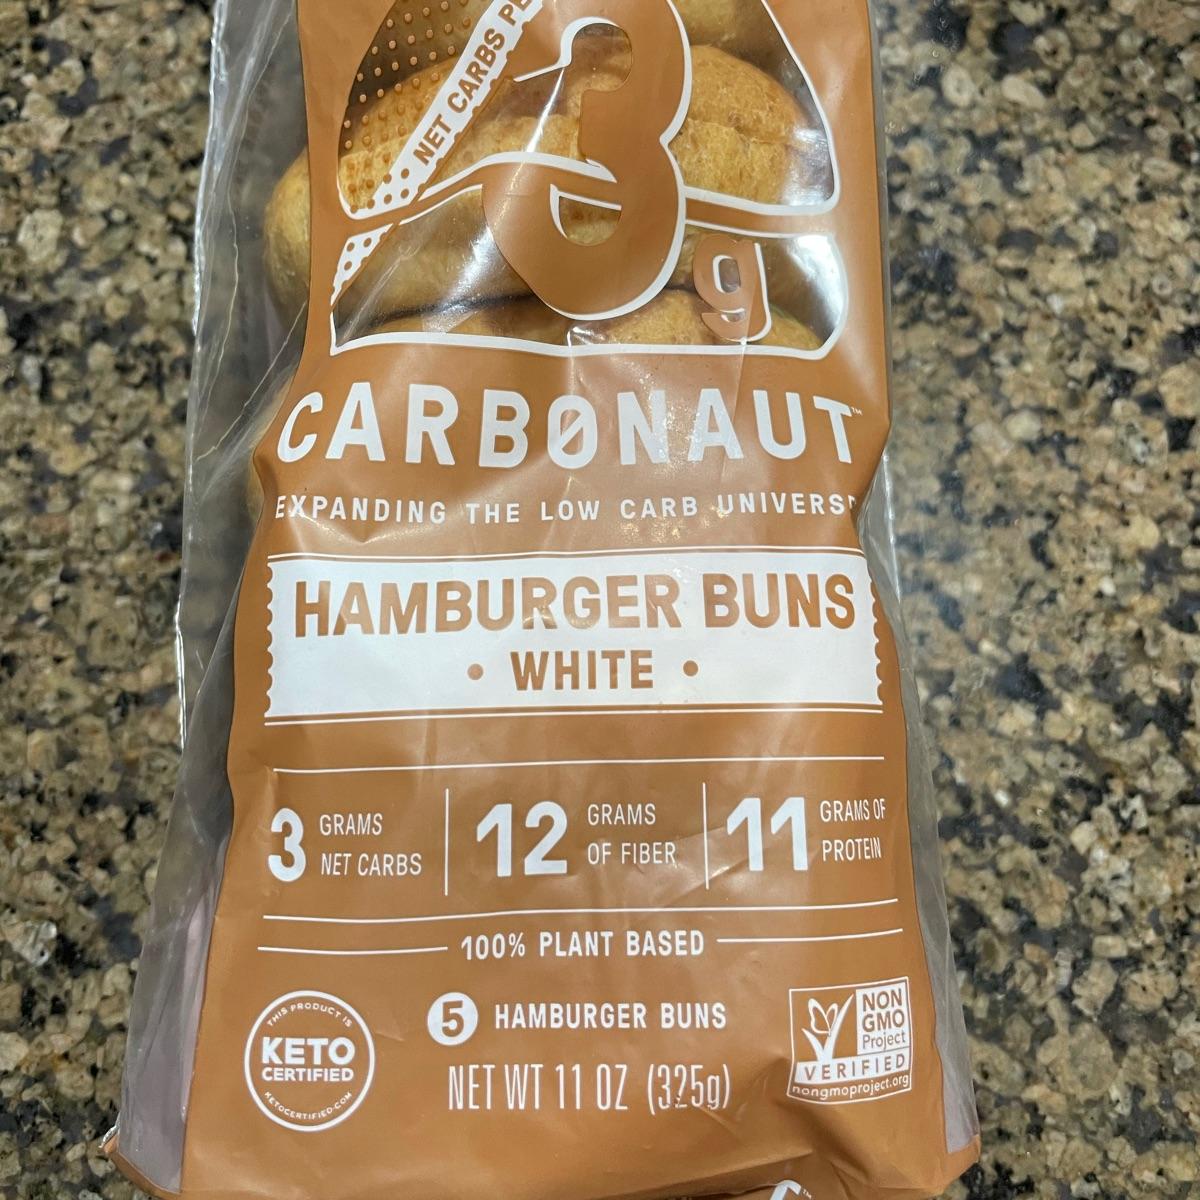 NET CARBS
3g
CARBØNAUT™
EXPANDING THE LOW CARB UNIVERSE
HAMBURGER BUNS
• WHITE •
3 GRAMS NET CARBS
12 GRAMS OF FIBER
11 GRAMS OF PROTEIN
100% PLANT BASED
THIS PRODUCT IS
KETO
CERTIFIED
KETOCERTIFIED.COM
5 HAMBURGER BUNS
NET WT 11 OZ (325g)
NON
GMO
Project
VERIFIED
nongmoproject.org